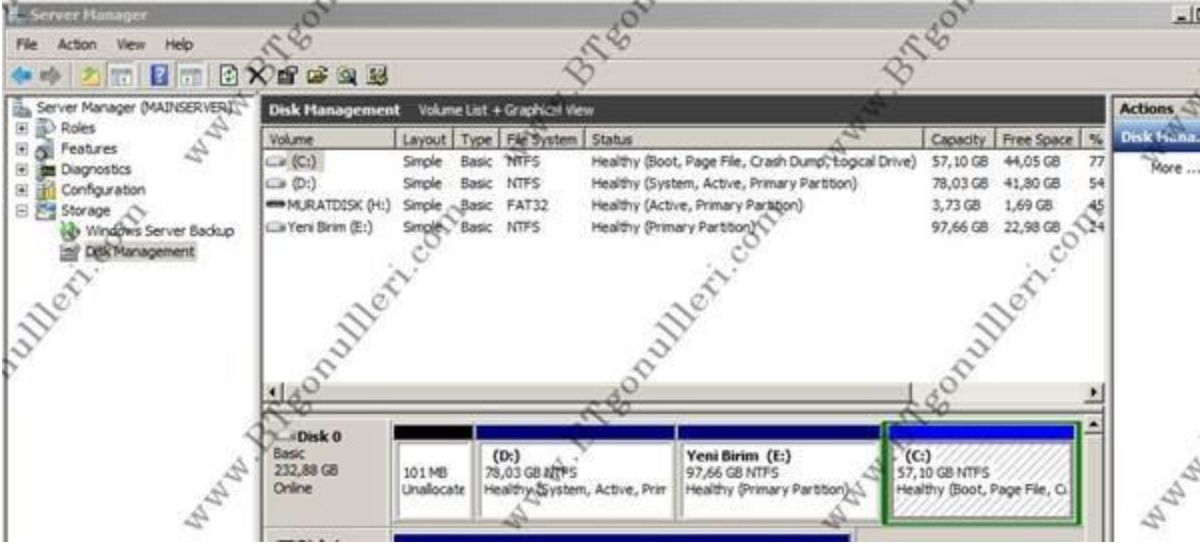 Server Manager
File Action View Help
Server Manager (MAINSERVER)
Roles
Features
Diagnostics
Configuration
Storage
Windows Server Backup
Disk Management
Disk Management Volume List + Graphical View
Volume Layout Type File System Status Capacity Free Space %
(C:) Simple Basic NTFS Healthy (Boot, Page File, Crash Dump, Logical Drive) 57,10 GB 44,05 GB 77
(D:) Simple Basic NTFS Healthy (System, Active, Primary Partition) 78,03 GB 41,80 GB 54
MURATDISK (H:) Simple Basic FAT32 Healthy (Active, Primary Partition) 3,73 GB 1,69 GB 45
Yeni Birim (E:) Simple Basic NTFS Healthy (Primary Partition) 97,66 GB 22,98 GB 24
Actions
Disk Mana...
More ...
Disk 0
Basic
232,88 GB
Online
101 MB
Unallocate
(D:)
78,03 GB NTFS
Healthy (System, Active, Prim
Yeni Birim (E:)
97,66 GB NTFS
Healthy (Primary Partition)
(C:)
57,10 GB NTFS
Healthy (Boot, Page File, C
www.BTgonullleri.com